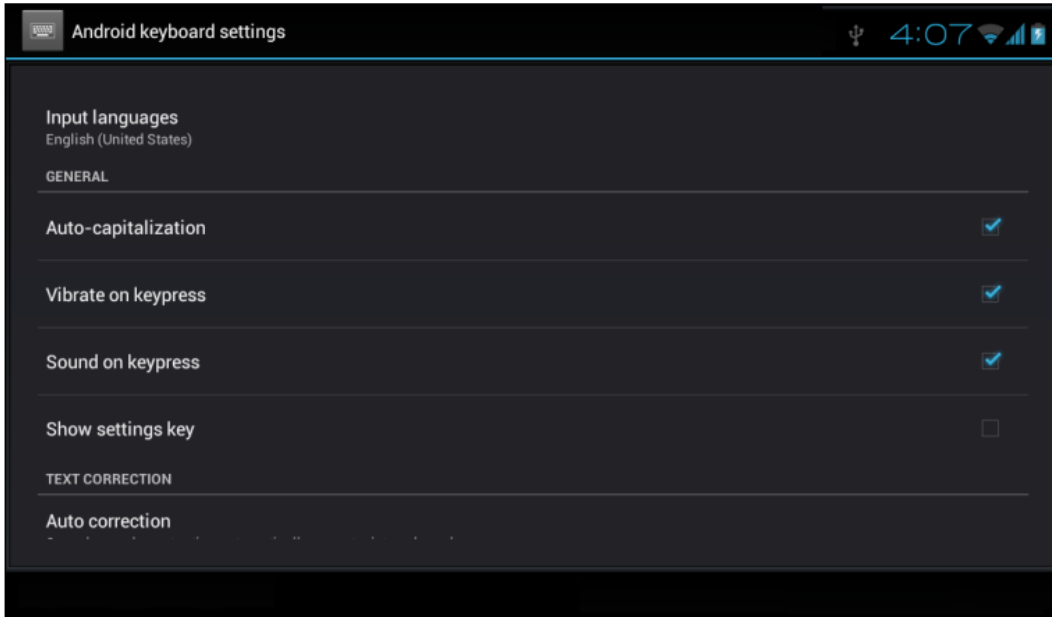 Android keyboard settings
4:07
Input languages
English (United States)
GENERAL
Auto-capitalization
Vibrate on keypress
Sound on keypress
Show settings key
TEXT CORRECTION
Auto correction